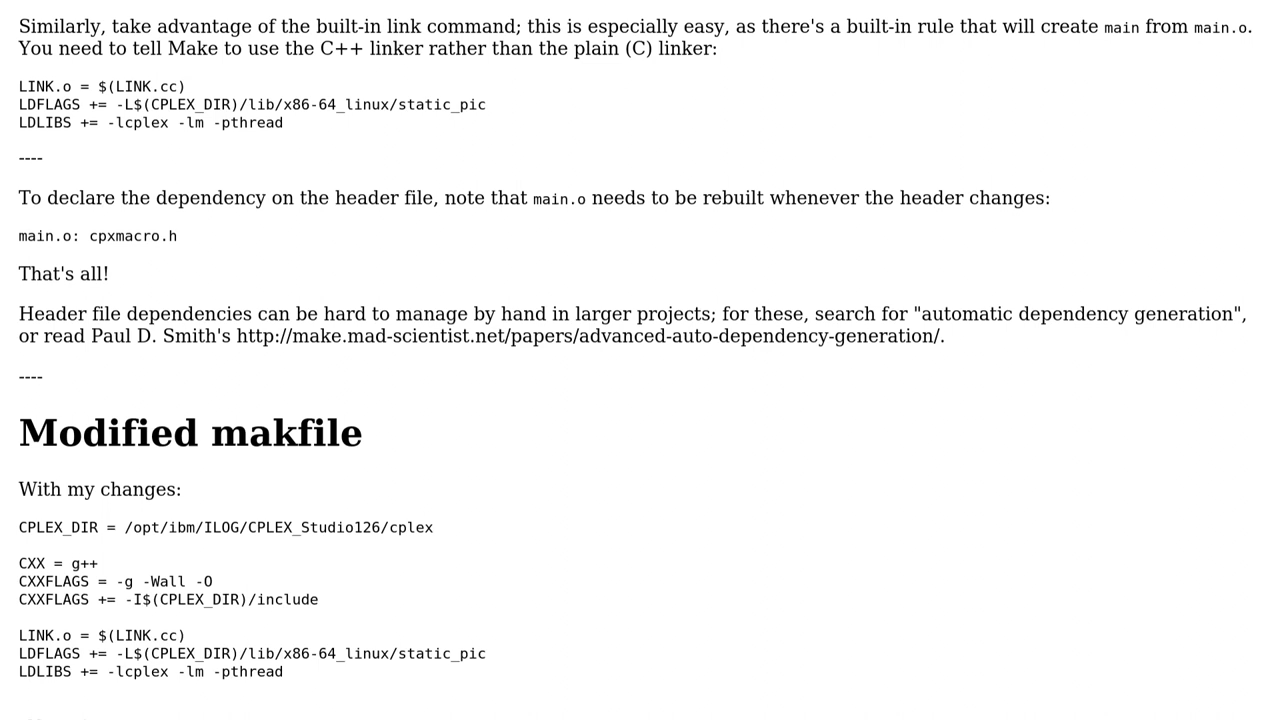 Similarly, take advantage of the built-in link command; this is especially easy, as there's a built-in rule that will create main from main.o.
You need to tell Make to use the C++ linker rather than the plain (C) linker:
LINK.o = $(LINK.cc)
LDFLAGS += -L$(CPLEX_DIR)/lib/x86-64_linux/static_pic
LDLIBS += -lcplex -lm -pthread
----
To declare the dependency on the header file, note that main.o needs to be rebuilt whenever the header changes:
main.o: cpxmacro.h
That's all!
Header file dependencies can be hard to manage by hand in larger projects; for these, search for "automatic dependency generation",
or read Paul D. Smith's http://make.mad-scientist.net/papers/advanced-auto-dependency-generation/.
----
Modified makfile
With my changes:
CPLEX_DIR = /opt/ibm/ILOG/CPLEX_Studio126/cplex
CXX = g++
CXXFLAGS = -g -Wall -O
CXXFLAGS += -I$(CPLEX_DIR)/include
LINK.o = $(LINK.cc)
LDFLAGS += -L$(CPLEX_DIR)/lib/x86-64_linux/static_pic
LDLIBS += -lcplex -lm -pthread